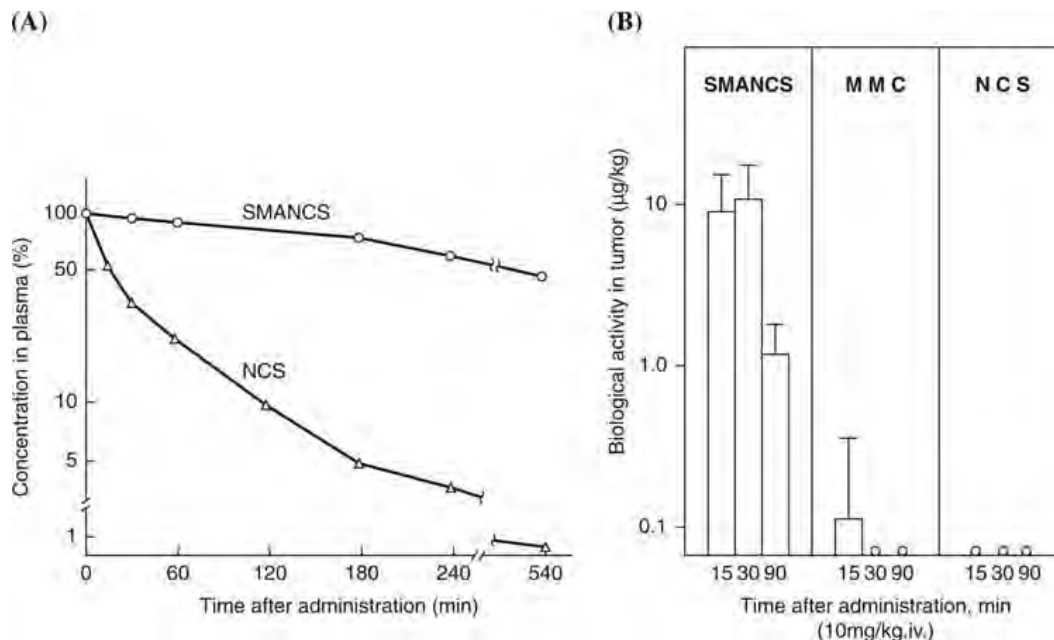 (A)
Concentration in plasma (%)
100
50
10
5
1
SMANCS
NCS
0 60 120 180 240 540
Time after administration (min)
(B)
Biological activity in tumor (μg/kg)
10
1.0
0.1
SMANCS MMC NCS
15 30 90 15 30 90 15 30 90
Time after administration, min
(10mg/kg,iv,)